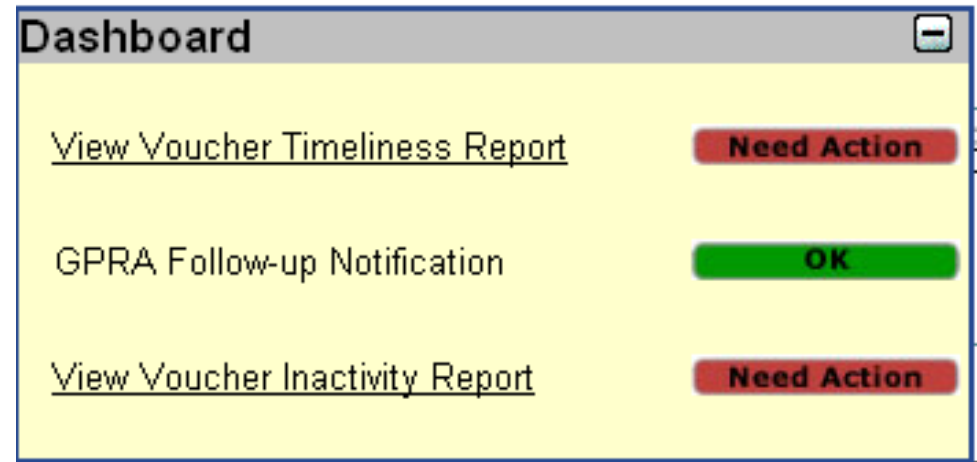 Dashboard
View Voucher Timeliness Report Need Action
GPRA Follow-up Notification OK
View Voucher Inactivity Report Need Action